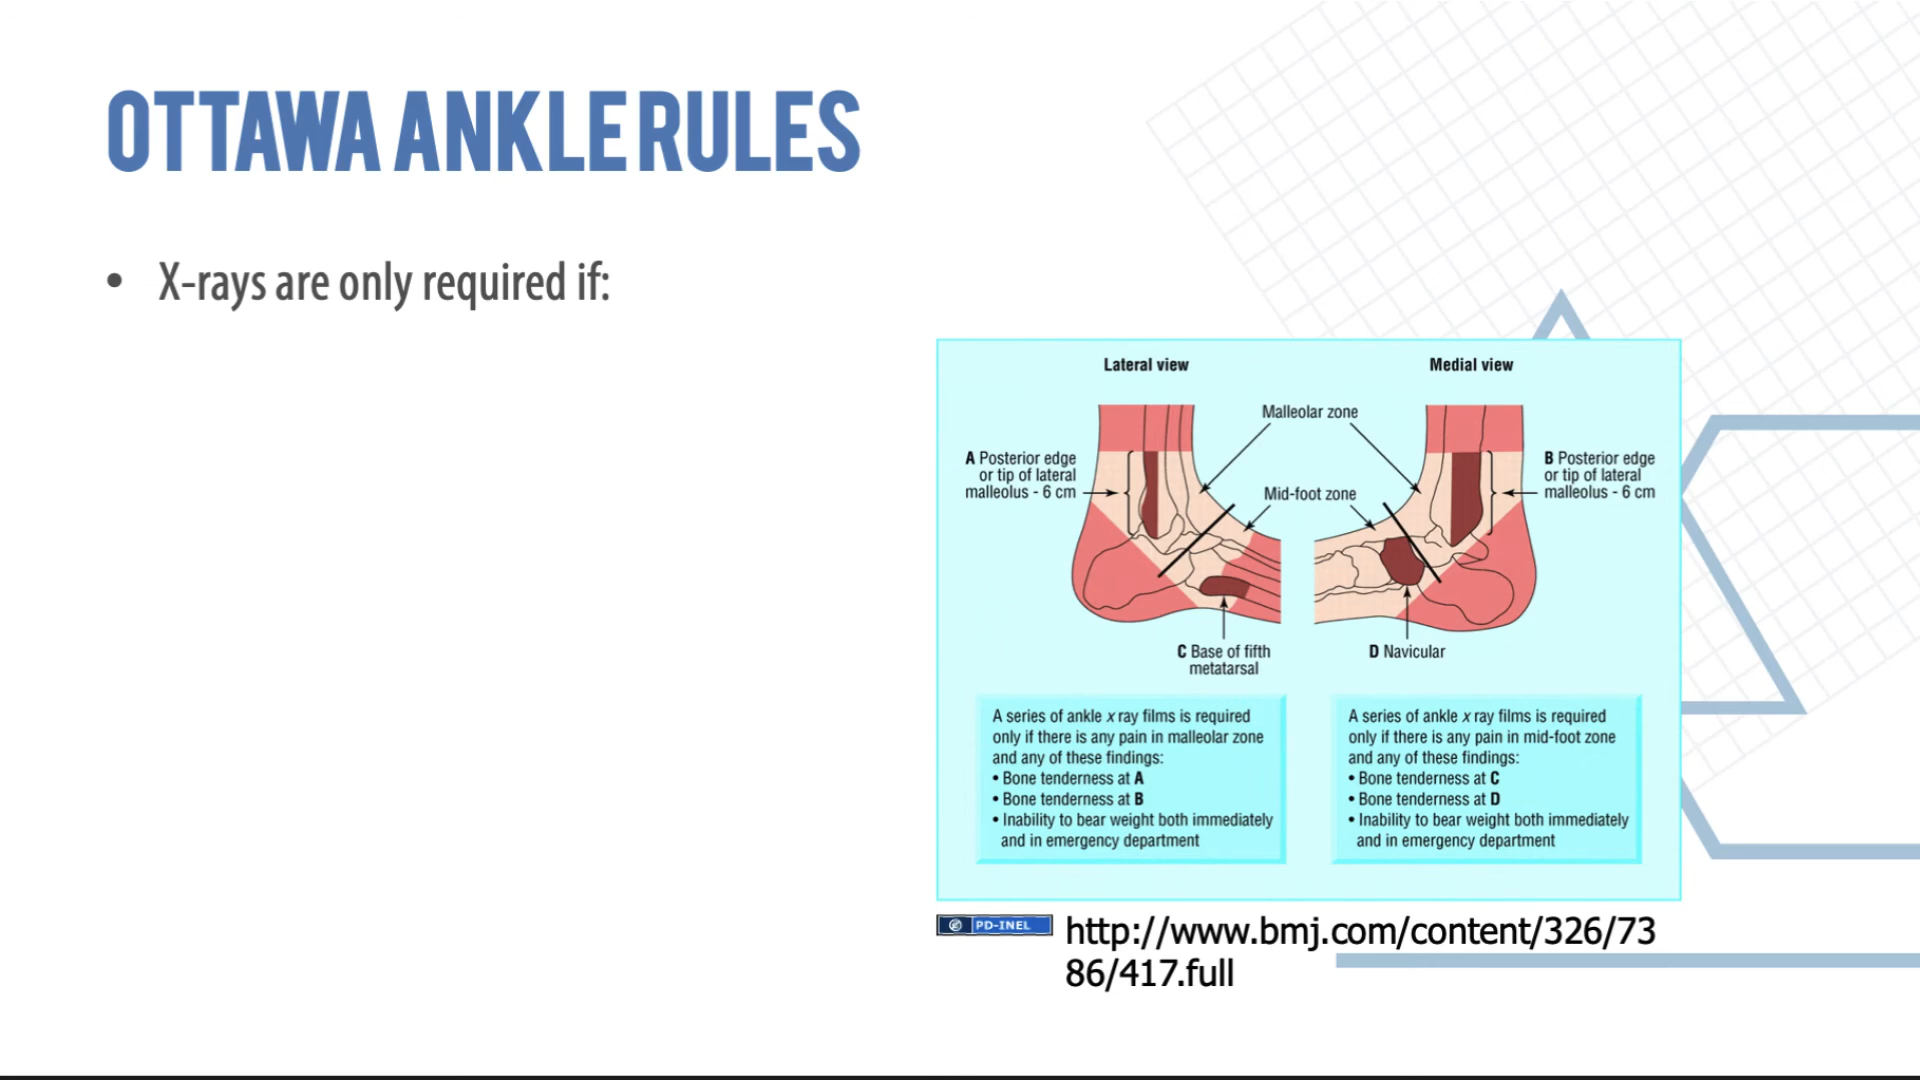 OTTAWA ANKLE RULES
• X-rays are only required if:
Lateral view
Medial view
Malleolar zone
A Posterior edge
or tip of lateral
malleolus - 6 cm
B Posterior edge
or tip of lateral
malleolus - 6 cm
Mid-foot zone
C Base of fifth
metatarsal
D Navicular
A series of ankle x ray films is required
only if there is any pain in malleolar zone
and any of these findings:
• Bone tenderness at A
• Bone tenderness at B
• Inability to bear weight both immediately
and in emergency department
A series of ankle x ray films is required
only if there is any pain in mid-foot zone
and any of these findings:
• Bone tenderness at C
• Bone tenderness at D
• Inability to bear weight both immediately
and in emergency department
PD-INEL
http://www.bmj.com/content/326/73
86/417.full